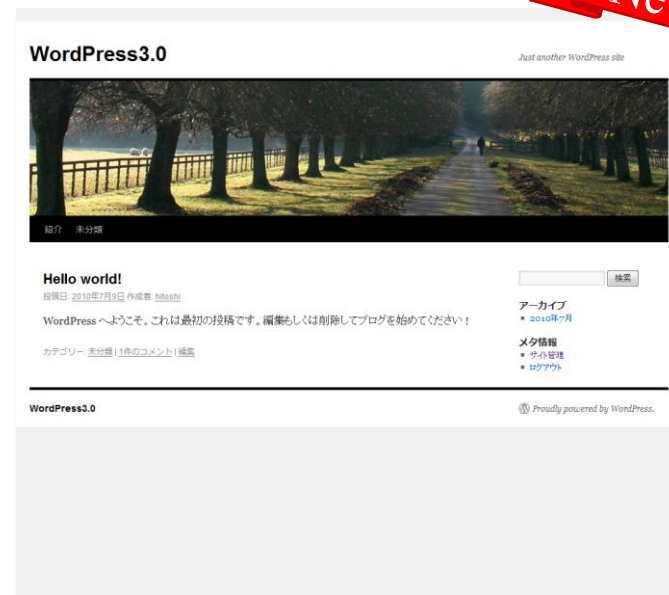 WordPress3.0
Just another WordPress site
紹介 未分類
Hello world!
投稿日: 2010年7月9日 作成者: hitoshi
WordPress へようこそ。これは最初の投稿です。編集もしくは削除してブログを始めてください !
カテゴリー: 未分類 | 1件のコメント | 編集
検索
アーカイブ
2010年7月
メタ情報
サイト管理
ログアウト
WordPress3.0
Proudly powered by WordPress.